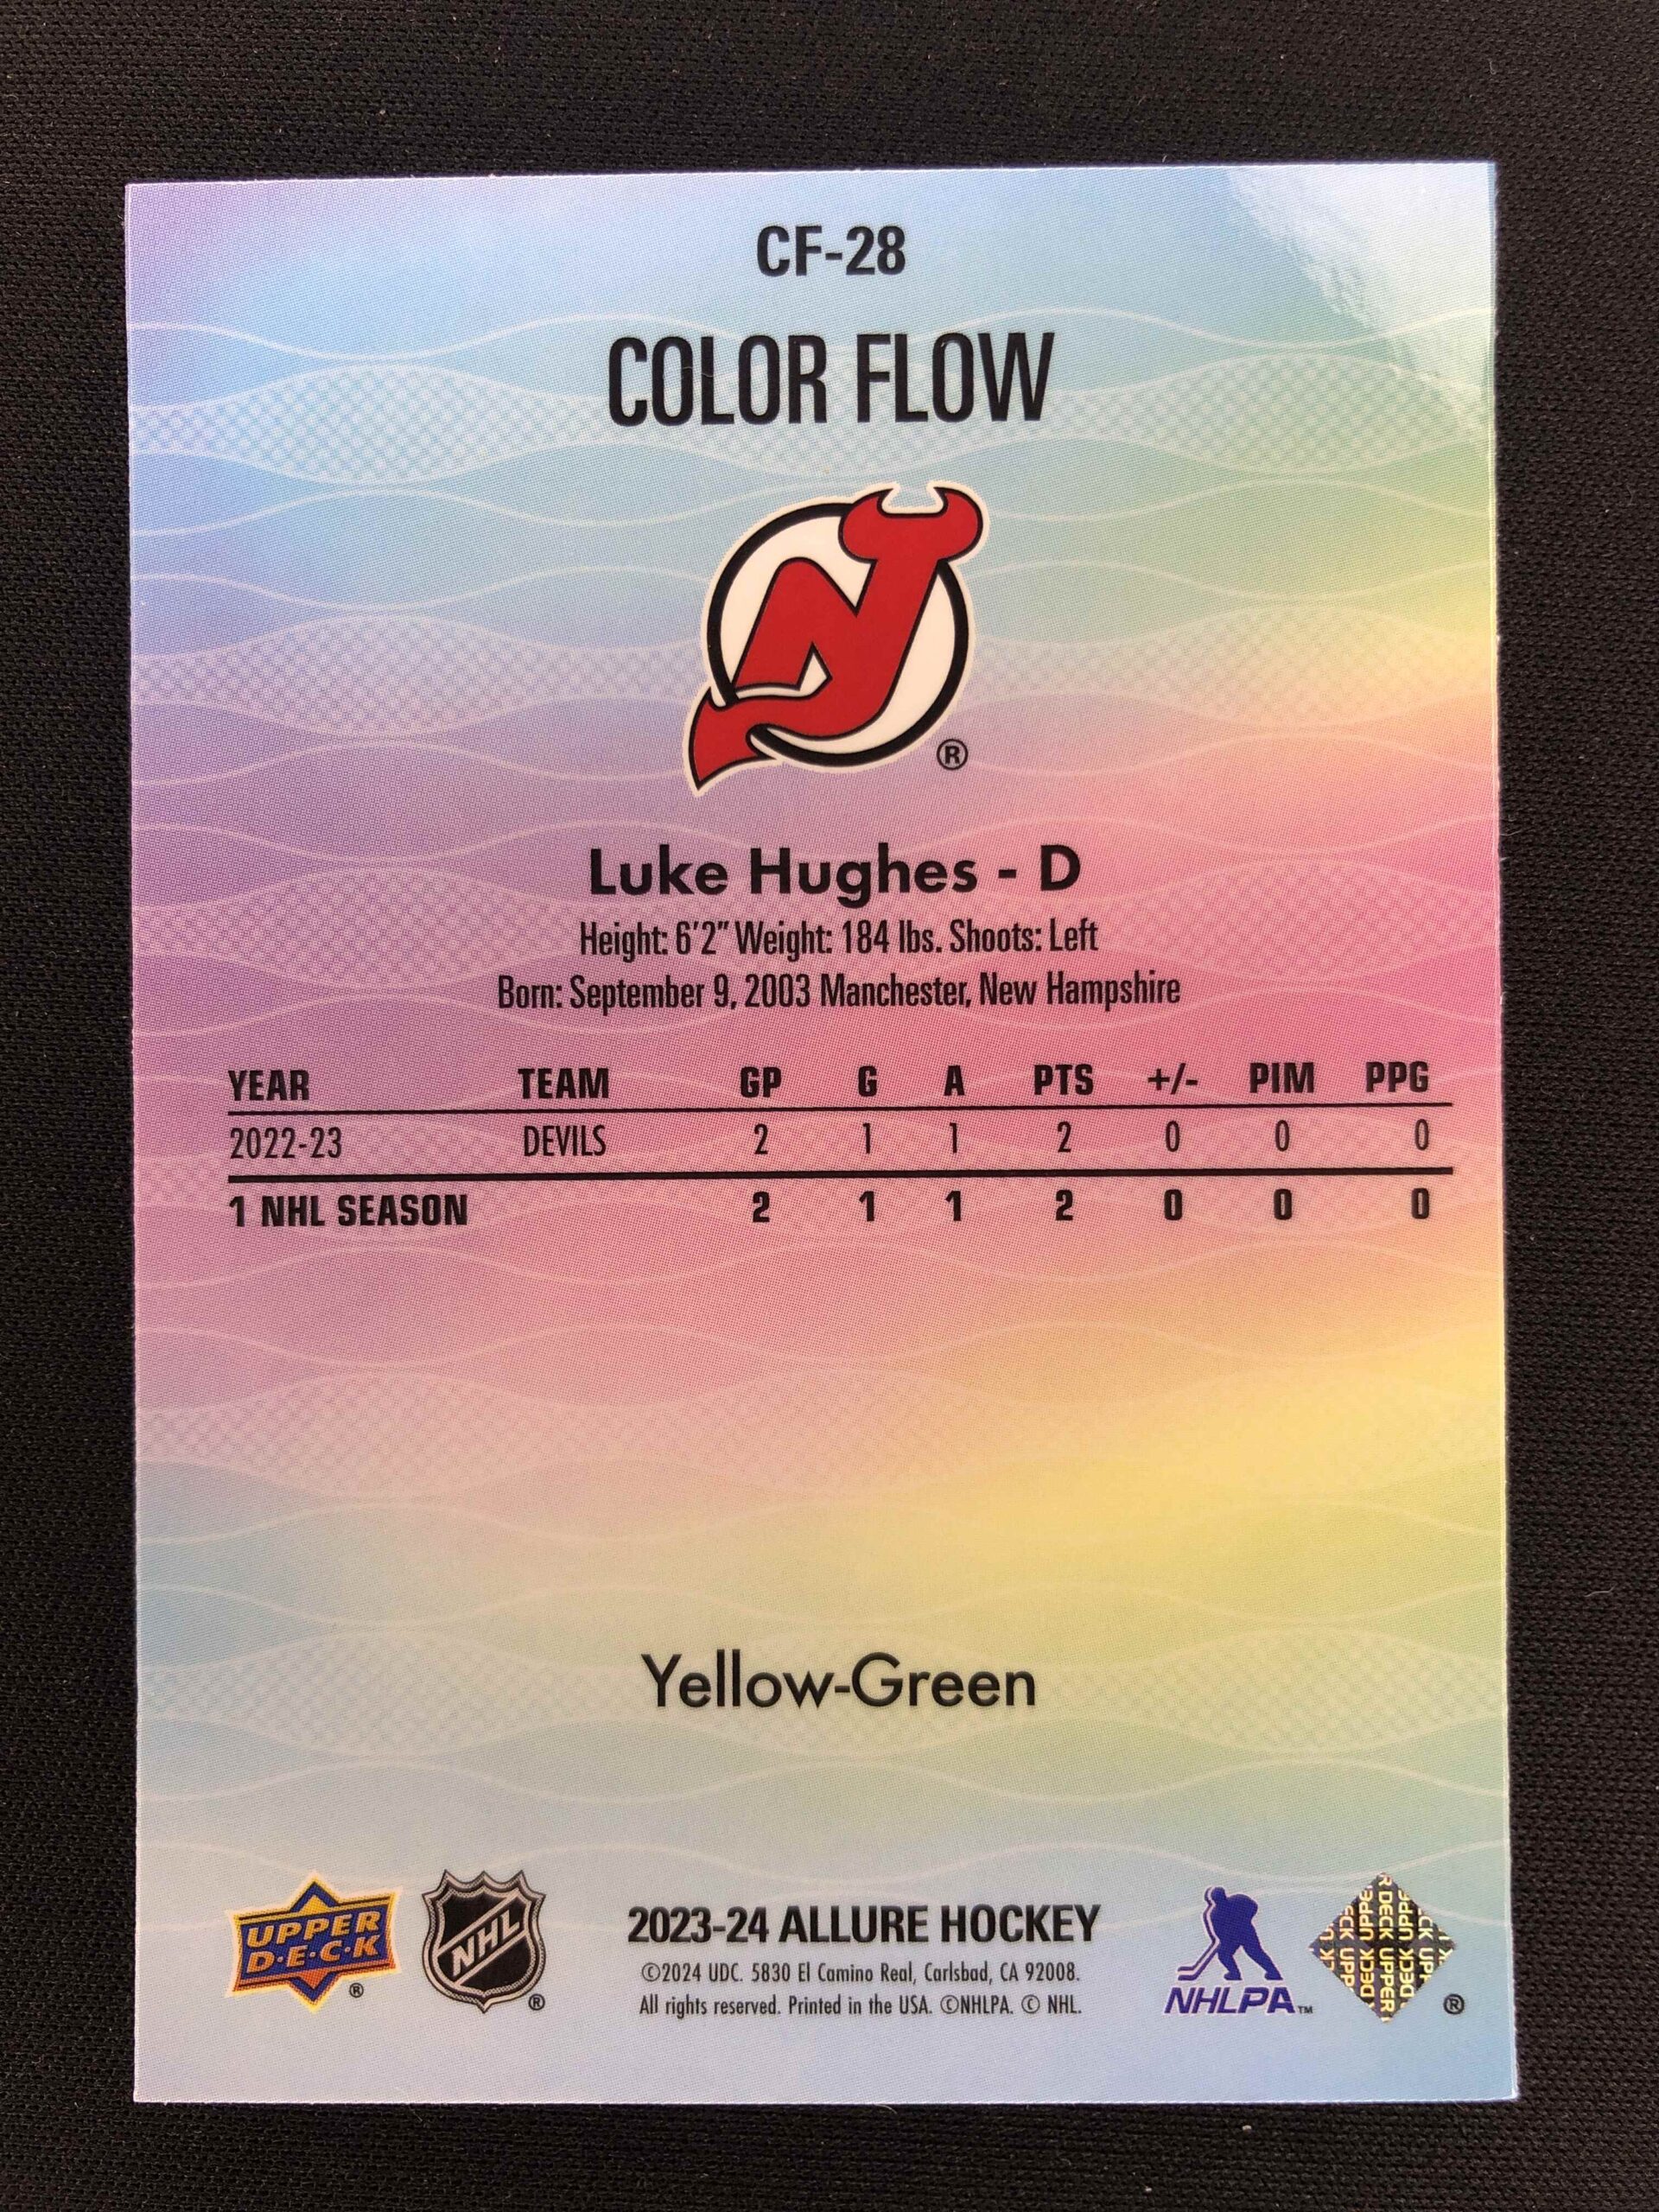 CF-28
COLOR FLOW
®
Luke Hughes - D
Height: 6'2" Weight: 184 lbs. Shoots: Left
Born: September 9, 2003 Manchester, New Hampshire
YEAR TEAM GP G A PTS +/- PIM PPG
2022-23 DEVILS 2 1 1 2 0 0 0
1 NHL SEASON 2 1 1 2 0 0 0
Yellow-Green
UPPER
D·E·C·K
®
NHL
®
2023-24 ALLURE HOCKEY
©2024 UDC. 5830 El Camino Real, Carlsbad, CA 92008.
All rights reserved. Printed in the USA. ©NHLPA. © NHL.
NHLPA™
DECK UPPER
®